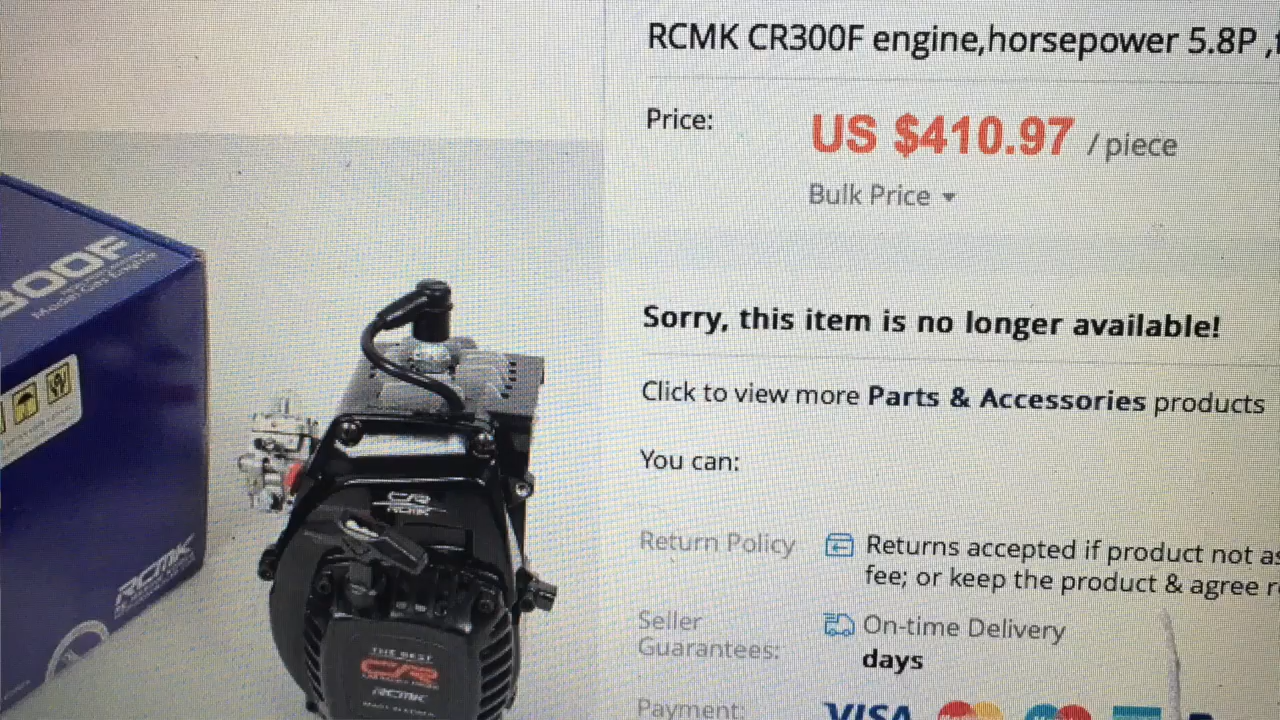 RCMK CR300F engine,horsepower 5.8P ,
Price:
US $410.97 / piece
Bulk Price
Sorry, this item is no longer available!
Click to view more Parts & Accessories products
You can:
Return Policy
Returns accepted if product not as
fee; or keep the product & agree
Seller
Guarantees:
On-time Delivery
days
Payment:
VISA
300F
RCMK
CR
RCMK
THE BEST
CR
RCMK